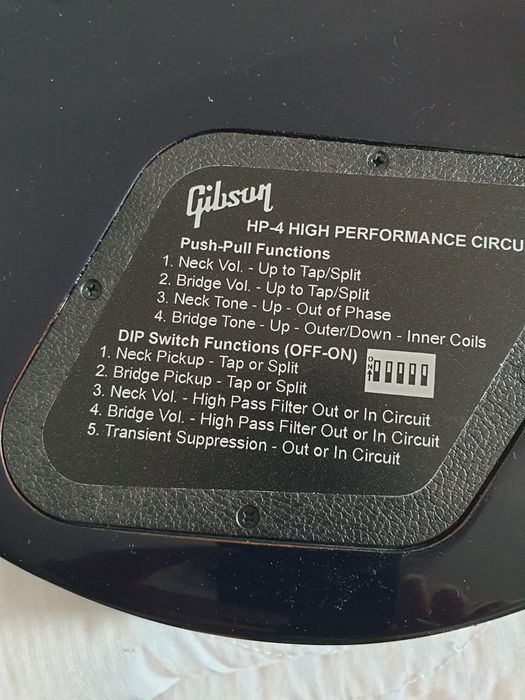 Gibson
HP-4 HIGH PERFORMANCE CIRCU
Push-Pull Functions
1. Neck Vol. - Up to Tap/Split
2. Bridge Vol. - Up to Tap/Split
3. Neck Tone - Up - Out of Phase
4. Bridge Tone - Up - Outer/Down - Inner Coils
DIP Switch Functions (OFF-ON)
1. Neck Pickup - Tap or Split
2. Bridge Pickup - Tap or Split
3. Neck Vol. - High Pass Filter Out or In Circuit
4. Bridge Vol. - High Pass Filter Out or In Circuit
5. Transient Suppression - Out or In Circuit